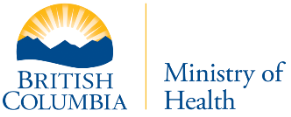 BRITISH
COLUMBIA
Ministry of
Health